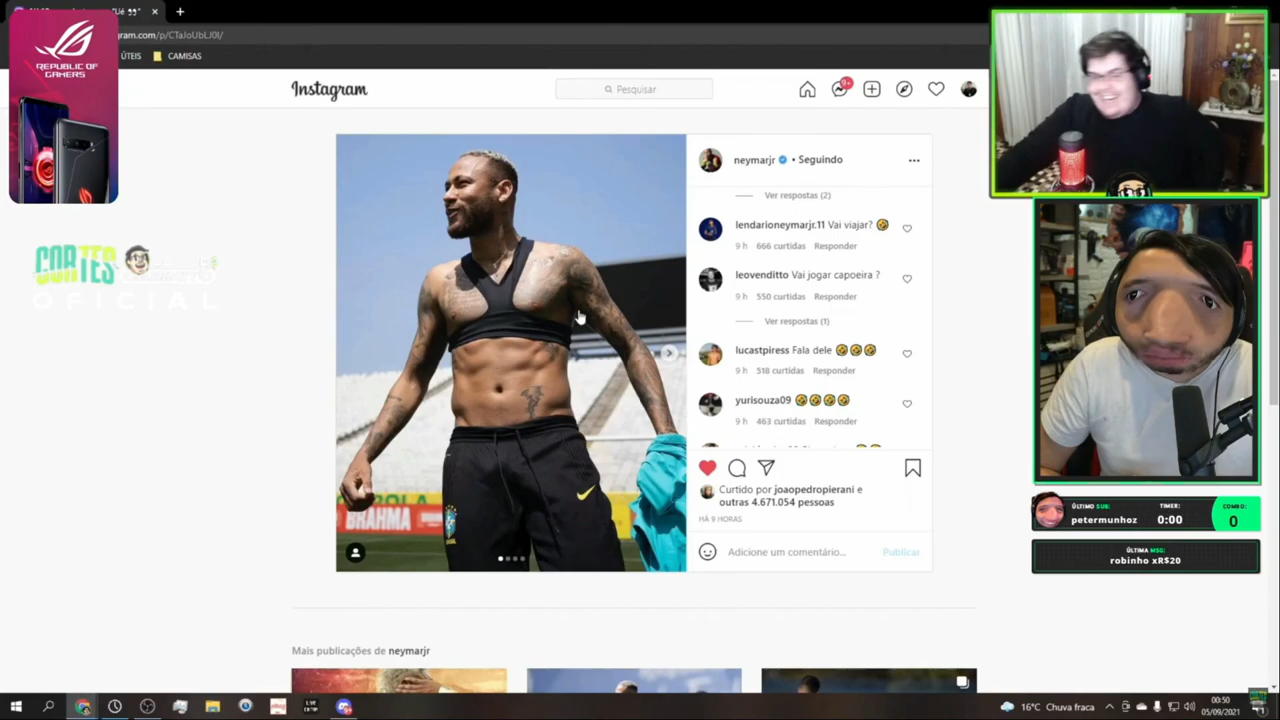 REPUBLIC OF
GAMERS
gram.com/p/CTaJoUbLJ0l/
ÚTEIS
CAMISAS
CORTES
OFICIAL
Instagram
Pesquisar
9+
neymarjr • Seguindo
Ver respostas (2)
lendarioneymarjr.11 Vai viajar? 🤣
9 h 666 curtidas Responder
leovenditto Vai jogar capoeira ?
9 h 550 curtidas Responder
Ver respostas (1)
lucastpiress Fala dele 🤣🤣🤣
9 h 518 curtidas Responder
yurisouza09 🤣🤣🤣🤣
9 h 463 curtidas Responder
Curtido por joaopedropierani e
outras 4.671.054 pessoas
HÁ 9 HORAS
Adicione um comentário...
Publicar
BRAHMA
Mais publicações de neymarjr
ÚLTIMO SUB:
petermunhoz
TIMER:
0:00
COMBO:
0
ÚLTIMA MSG:
robinho xR$20
16°C Chuva fraca
00:50
05/09/2021